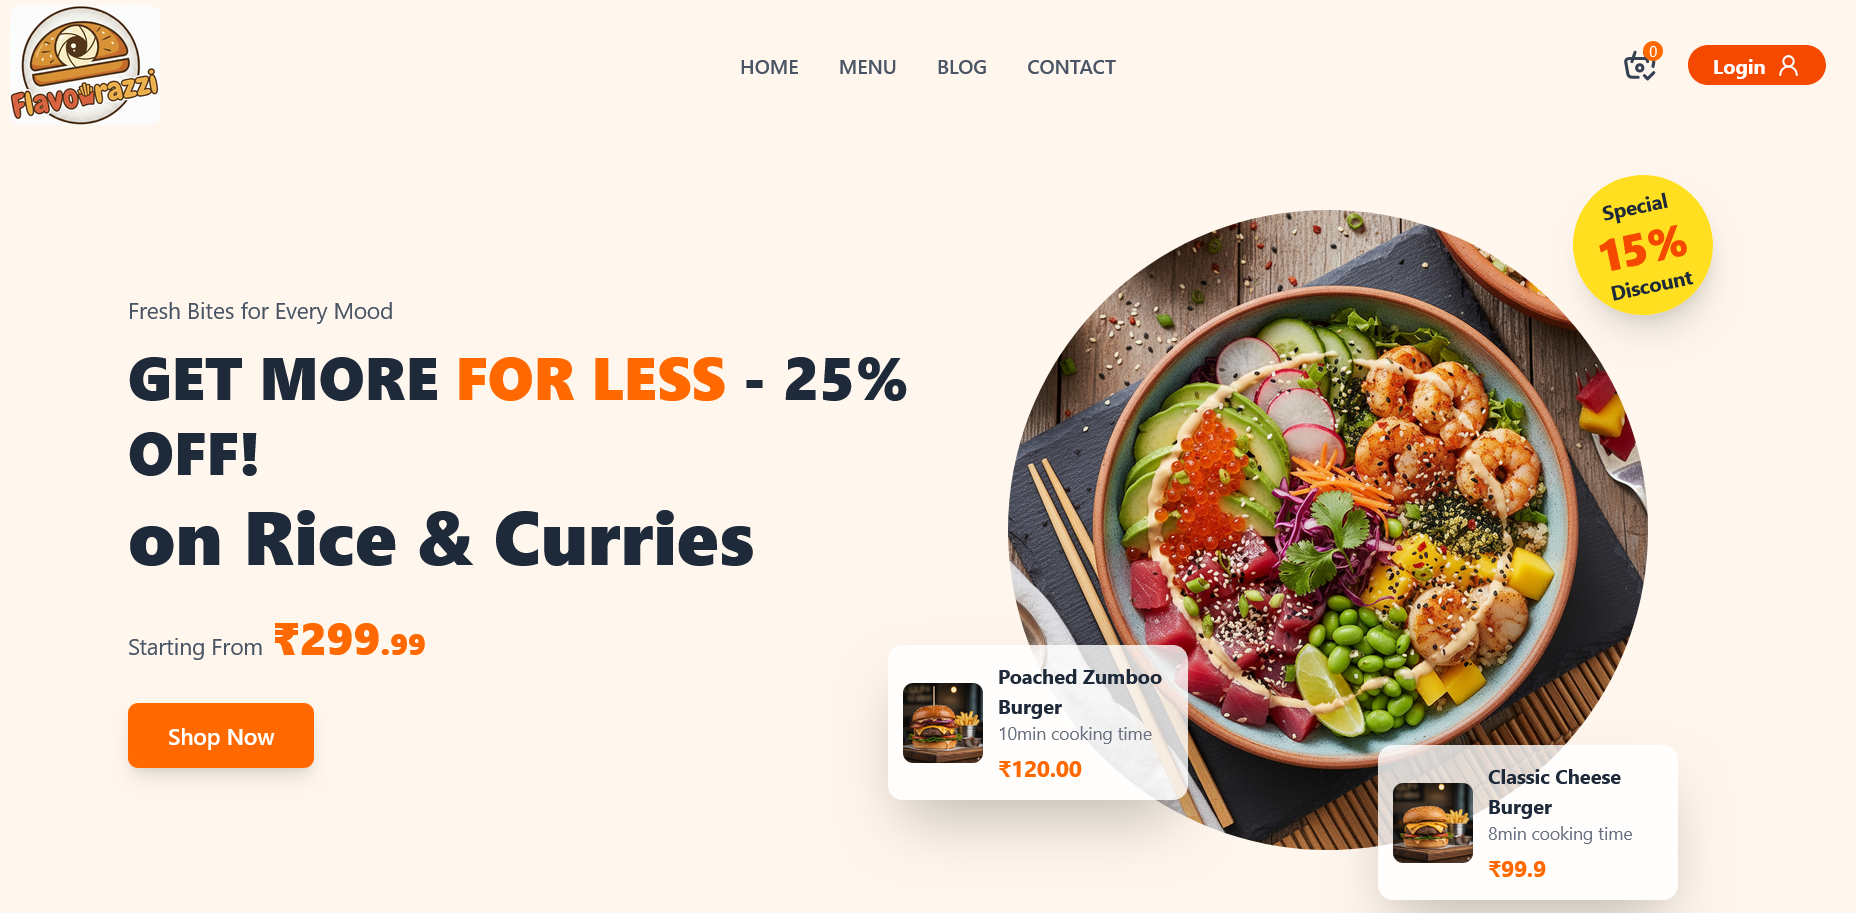 Flavourazzi
HOME
MENU
BLOG
CONTACT
0
Login
Special
15%
Discount
Fresh Bites for Every Mood
GET MORE FOR LESS - 25%
OFF!
on Rice & Curries
Starting From ₹299.99
Shop Now
Poached Zumboo
Burger
10min cooking time
₹120.00
Classic Cheese
Burger
8min cooking time
₹99.9